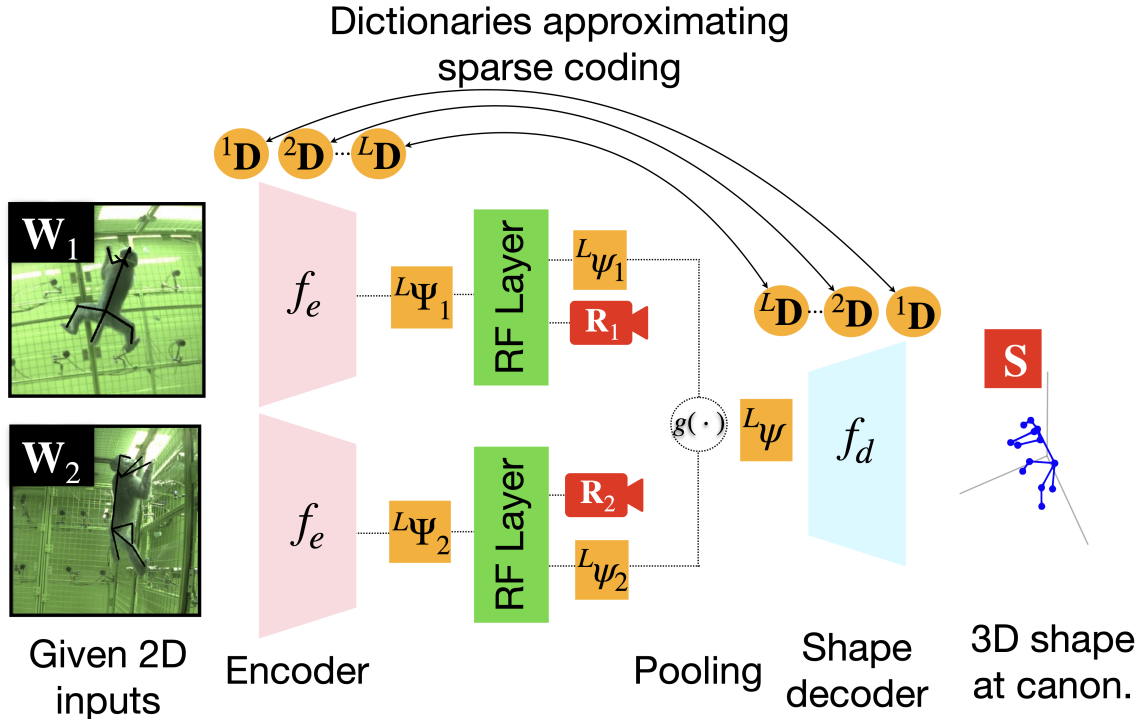 Dictionaries approximating
sparse coding
¹D ²D ... ᴸD
W₁
fₑ
ᴸΨ₁
RF Layer
ᴸψ₁
R₁
ᴸD ... ²D ¹D
S
g(·)
ᴸψ
f_d
W₂
fₑ
ᴸΨ₂
RF Layer
R₂
ᴸψ₂
Given 2D
inputs
Encoder
Pooling
Shape
decoder
3D shape
at canon.